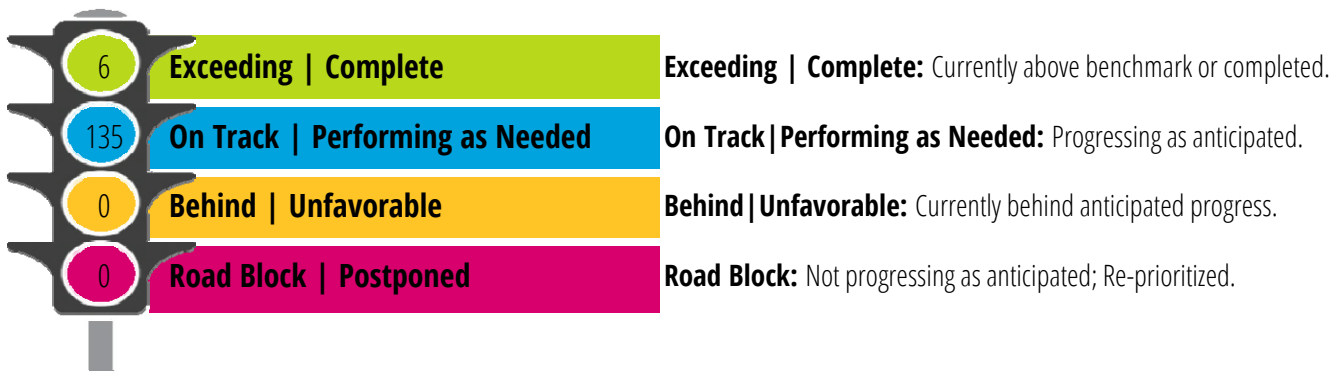 6 Exceeding | Complete Exceeding | Complete: Currently above benchmark or completed.
135 On Track | Performing as Needed On Track|Performing as Needed: Progressing as anticipated.
0 Behind | Unfavorable Behind|Unfavorable: Currently behind anticipated progress.
0 Road Block | Postponed Road Block: Not progressing as anticipated; Re-prioritized.